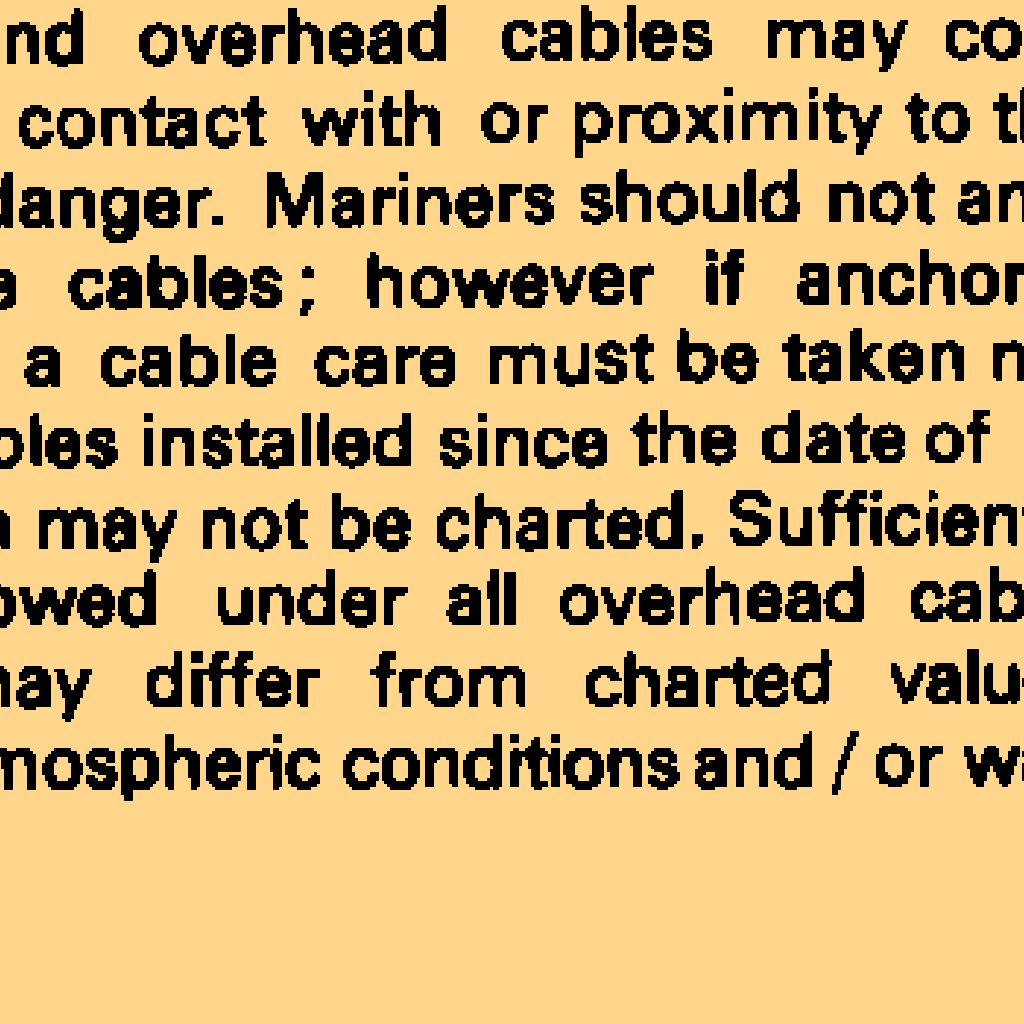 nd overhead cables may co
contact with or proximity to th
danger. Mariners should not an
e cables; however if anchor
a cable care must be taken n
bles installed since the date of
a may not be charted. Sufficient
owed under all overhead cab
may differ from charted valu
mospheric conditions and / or wa